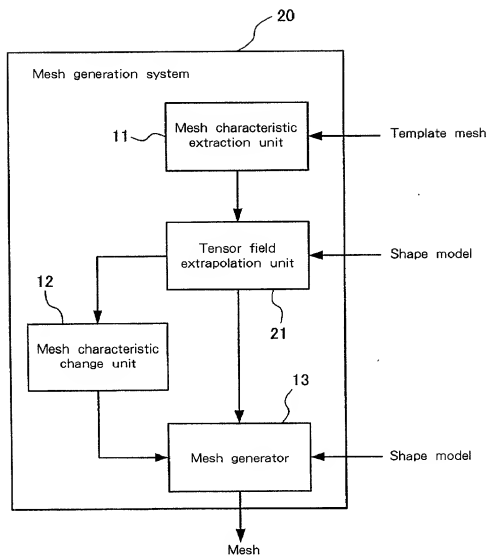 20
Mesh generation system
11
Mesh characteristic
extraction unit
Template mesh
Tensor field
extrapolation unit
Shape model
21
12
Mesh characteristic
change unit
13
Mesh generator
Shape model
Mesh